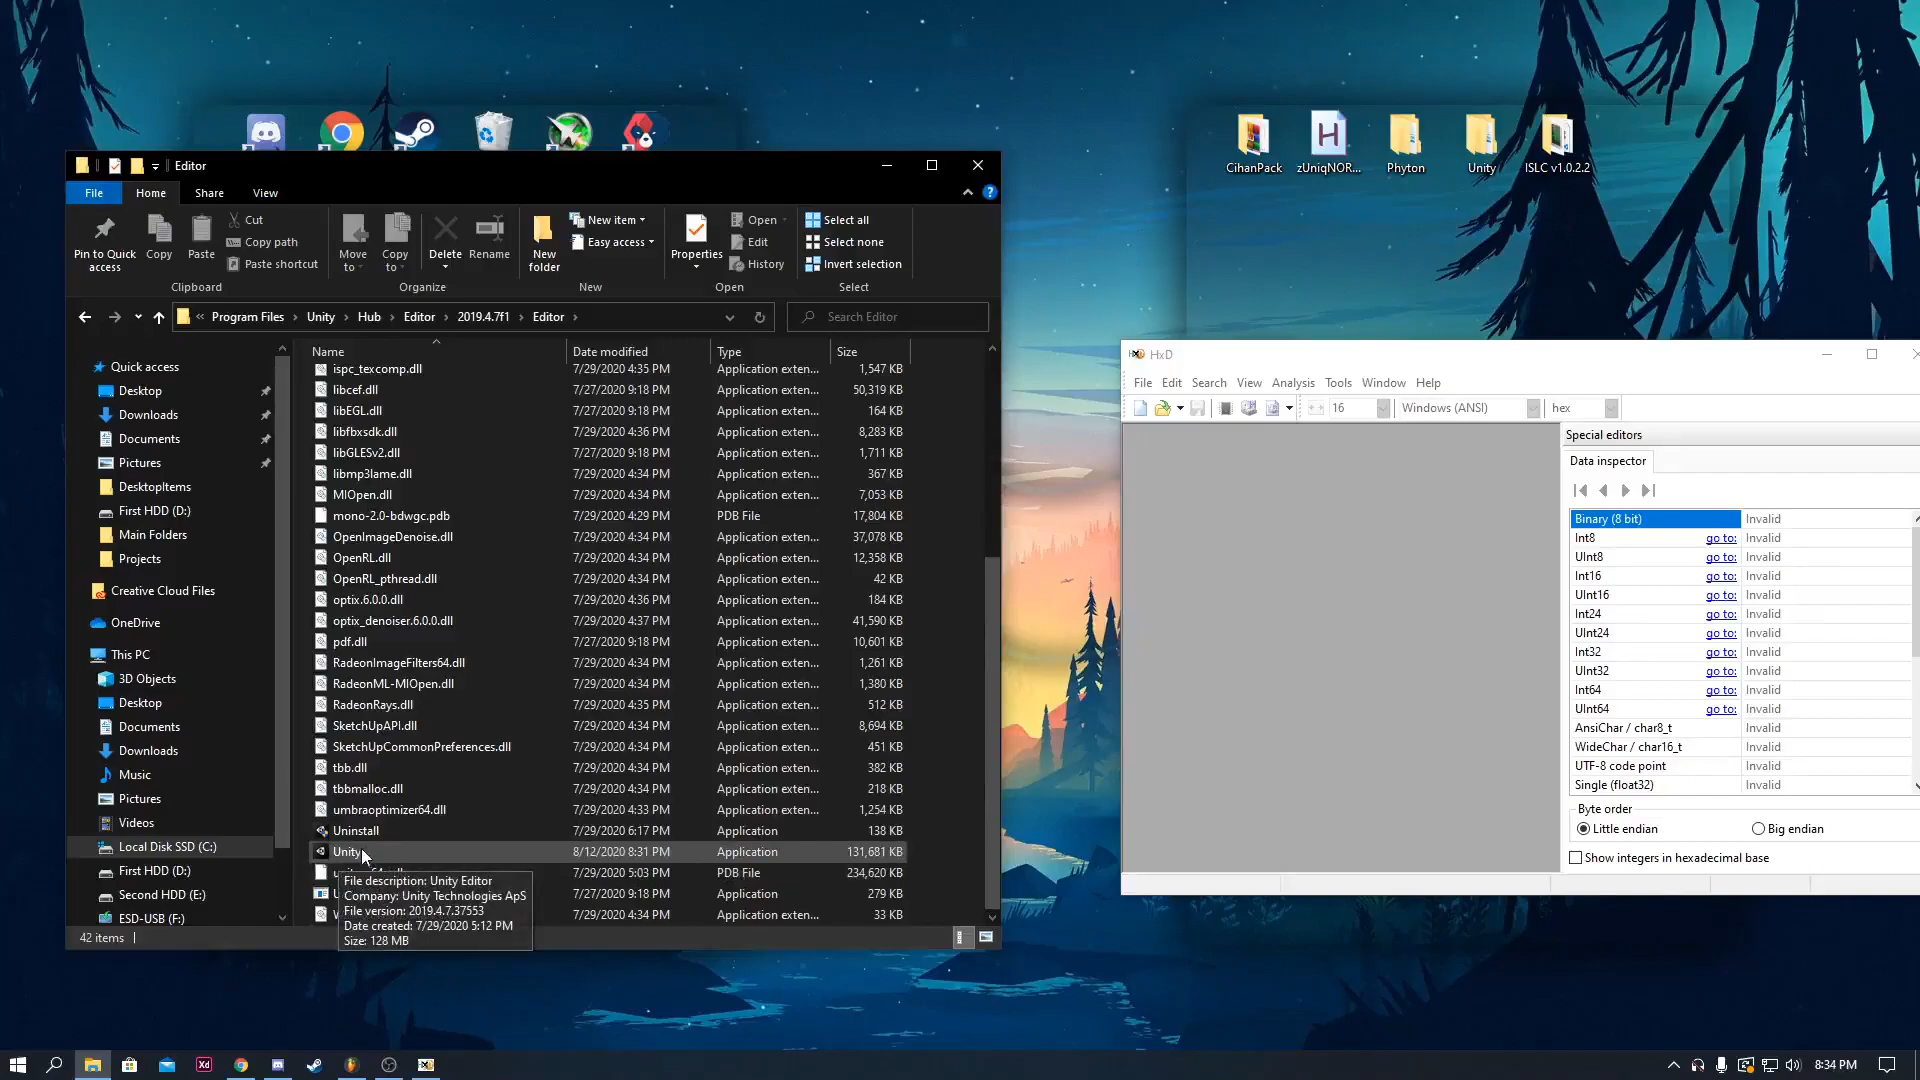 CihanPack
zUniqNOR...
Phyton
Unity
ISLC v1.0.2.2
Editor
File
Home
Share
View
Pin to Quick access
Copy
Paste
Cut
Copy path
Paste shortcut
Clipboard
Move to
Copy to
Delete
Rename
Organize
New folder
New item
Easy access
New
Properties
Open
Edit
History
Open
Select all
Select none
Invert selection
Select
« Program Files > Unity > Hub > Editor > 2019.4.7f1 > Editor >
Search Editor
Quick access
Desktop
Downloads
Documents
Pictures
DesktopItems
First HDD (D:)
Main Folders
Projects
Creative Cloud Files
OneDrive
This PC
3D Objects
Desktop
Documents
Downloads
Music
Pictures
Videos
Local Disk SSD (C:)
First HDD (D:)
Second HDD (E:)
ESD-USB (F:)
Name Date modified Type Size
ispc_texcomp.dll 7/29/2020 4:35 PM Application exten... 1,547 KB
libcef.dll 7/27/2020 9:18 PM Application exten... 50,319 KB
libEGL.dll 7/27/2020 9:18 PM Application exten... 164 KB
libfbxsdk.dll 7/29/2020 4:36 PM Application exten... 8,283 KB
libGLESv2.dll 7/27/2020 9:18 PM Application exten... 1,711 KB
libmp3lame.dll 7/29/2020 4:34 PM Application exten... 367 KB
MIOpen.dll 7/29/2020 4:34 PM Application exten... 7,053 KB
mono-2.0-bdwgc.pdb 7/29/2020 4:29 PM PDB File 17,804 KB
OpenImageDenoise.dll 7/29/2020 4:34 PM Application exten... 37,078 KB
OpenRL.dll 7/29/2020 4:34 PM Application exten... 12,358 KB
OpenRL_pthread.dll 7/29/2020 4:34 PM Application exten... 42 KB
optix.6.0.0.dll 7/29/2020 4:36 PM Application exten... 184 KB
optix_denoiser.6.0.0.dll 7/29/2020 4:37 PM Application exten... 41,590 KB
pdf.dll 7/27/2020 9:18 PM Application exten... 10,601 KB
RadeonImageFilters64.dll 7/29/2020 4:34 PM Application exten... 1,261 KB
RadeonML-MIOpen.dll 7/29/2020 4:34 PM Application exten... 1,380 KB
RadeonRays.dll 7/29/2020 4:35 PM Application exten... 512 KB
SketchUpAPI.dll 7/29/2020 4:34 PM Application exten... 8,694 KB
SketchUpCommonPreferences.dll 7/29/2020 4:34 PM Application exten... 451 KB
tbb.dll 7/29/2020 4:34 PM Application exten... 382 KB
tbbmalloc.dll 7/29/2020 4:34 PM Application exten... 218 KB
umbraoptimizer64.dll 7/29/2020 4:33 PM Application exten... 1,254 KB
Uninstall 7/29/2020 6:17 PM Application 138 KB
Unity 8/12/2020 8:31 PM Application 131,681 KB
7/29/2020 5:03 PM PDB File 234,620 KB
7/27/2020 9:18 PM Application 279 KB
7/29/2020 4:34 PM Application exten... 33 KB
File description: Unity Editor
Company: Unity Technologies ApS
File version: 2019.4.7.37553
Date created: 7/29/2020 5:12 PM
Size: 128 MB
42 items
HxD
File Edit Search View Analysis Tools Window Help
16
Windows (ANSI)
hex
Special editors
Data inspector
Binary (8 bit) Invalid
Int8 go to: Invalid
UInt8 go to: Invalid
Int16 go to: Invalid
UInt16 go to: Invalid
Int24 go to: Invalid
UInt24 go to: Invalid
Int32 go to: Invalid
UInt32 go to: Invalid
Int64 go to: Invalid
UInt64 go to: Invalid
AnsiChar / char8_t Invalid
WideChar / char16_t Invalid
UTF-8 code point Invalid
Single (float32) Invalid
Byte order
Little endian
Big endian
Show integers in hexadecimal base
Xd
8:34 PM